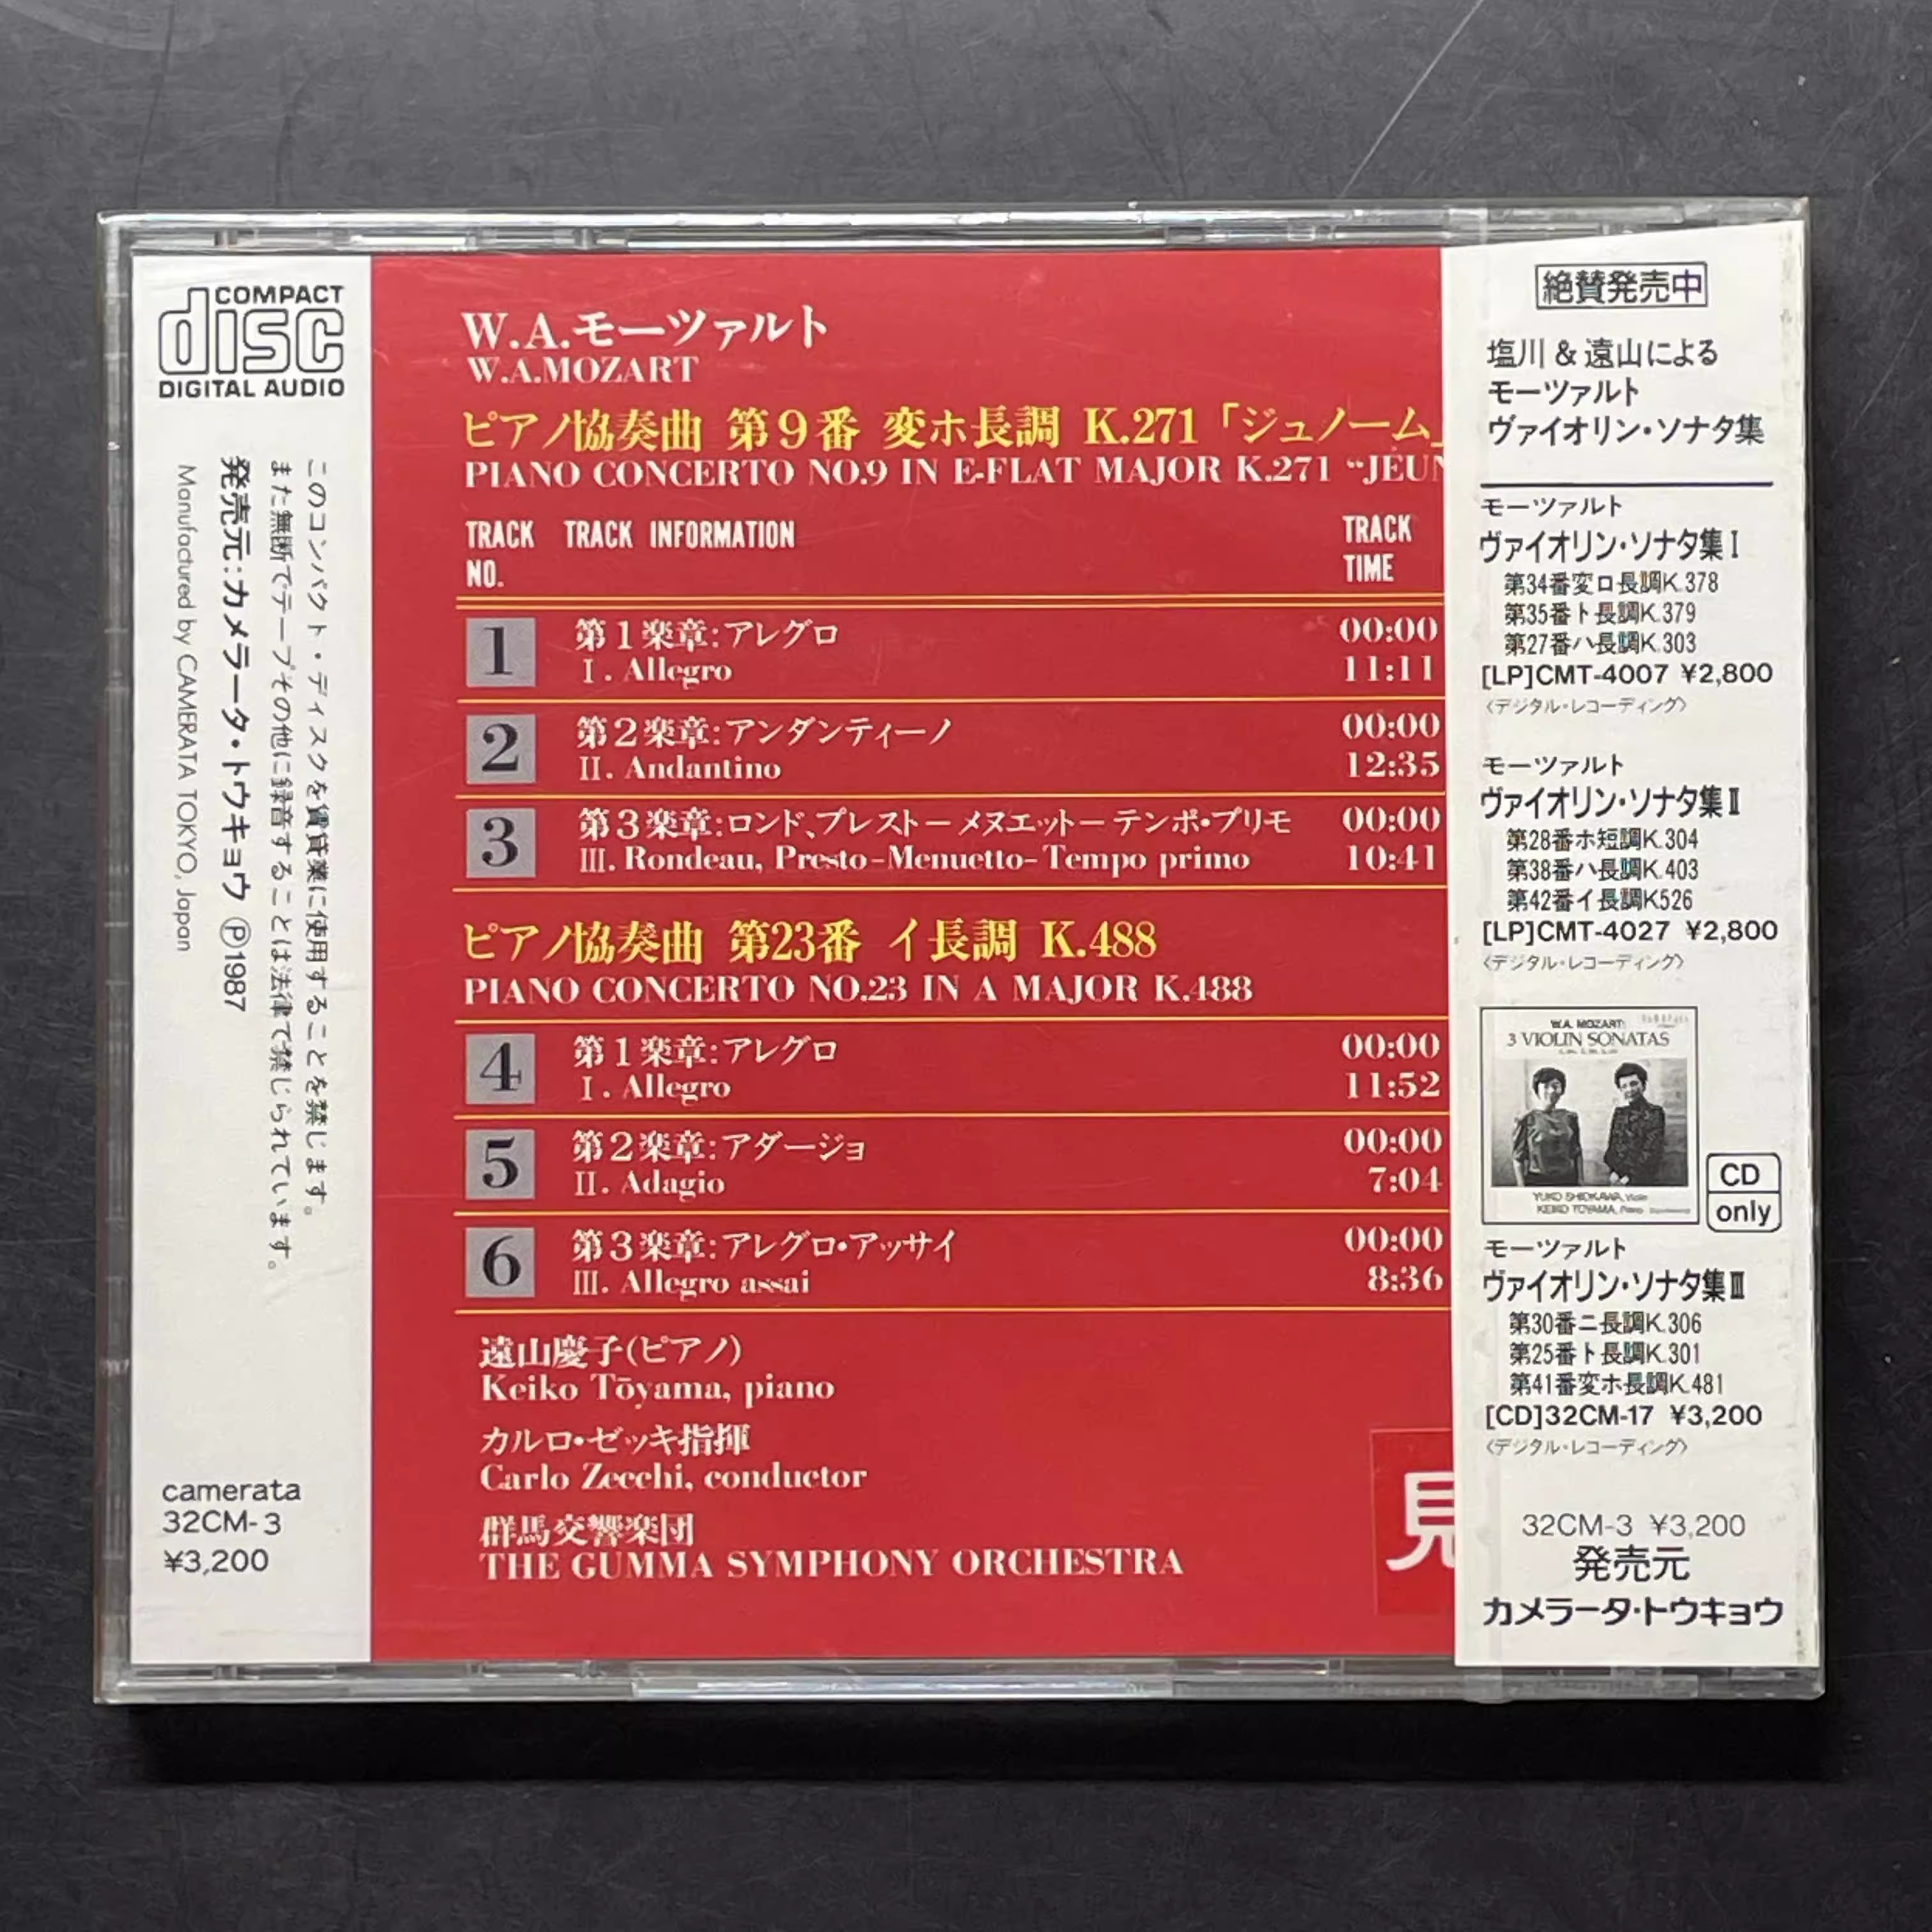 COMPACT
disc
DIGITAL AUDIO
このコンパクト・ディスクを賃貸業に使用することを禁じます。
また無断でテープその他に録音することは法律で禁じられています。
発売元:カメラータ・トウキョウ Ⓟ1987
Manufactured by CAMERATA TOKYO, Japan
camerata
32CM-3
¥3,200
W.A.モーツァルト
W.A.MOZART
ピアノ協奏曲 第9番 変ホ長調 K.271「ジュノーム」
PIANO CONCERTO NO.9 IN E-FLAT MAJOR K.271 “JEUN
TRACK NO. TRACK INFORMATION TRACK TIME
1 第1楽章:アレグロ 00:00
I. Allegro 11:11
2 第2楽章:アンダンティーノ 00:00
II. Andantino 12:35
3 第3楽章:ロンド、プレスト−メヌエット−テンポ・プリモ 00:00
III. Rondeau, Presto-Menuetto-Tempo primo 10:41
ピアノ協奏曲 第23番 イ長調 K.488
PIANO CONCERTO NO.23 IN A MAJOR K.488
4 第1楽章:アレグロ 00:00
I. Allegro 11:52
5 第2楽章:アダージョ 00:00
II. Adagio 7:04
6 第3楽章:アレグロ・アッサイ 00:00
III. Allegro assai 8:36
遠山慶子(ピアノ)
Keiko Tōyama, piano
カルロ・ゼッキ指揮
Carlo Zecchi, conductor
群馬交響楽団
THE GUMMA SYMPHONY ORCHESTRA
見
絶賛発売中
塩川&遠山による
モーツァルト
ヴァイオリン・ソナタ集
モーツァルト
ヴァイオリン・ソナタ集I
第34番変ロ長調K.378
第35番ト長調K.379
第27番ハ長調K.303
[LP]CMT-4007 ¥2,800
〈デジタル・レコーディング〉
モーツァルト
ヴァイオリン・ソナタ集II
第28番ホ短調K.304
第38番ハ長調K.403
第42番イ長調K526
[LP]CMT-4027 ¥2,800
〈デジタル・レコーディング〉
W.A. MOZART:
3 VIOLIN SONATAS
YUKO SHIOKAWA, Violin
KEIKO TOYAMA, Piano
CD
only
モーツァルト
ヴァイオリン・ソナタ集III
第30番ニ長調K.306
第25番ト長調K.301
第41番変ホ長調K.481
[CD]32CM-17 ¥3,200
〈デジタル・レコーディング〉
32CM-3 ¥3,200
発売元
カメラータ・トウキョウ